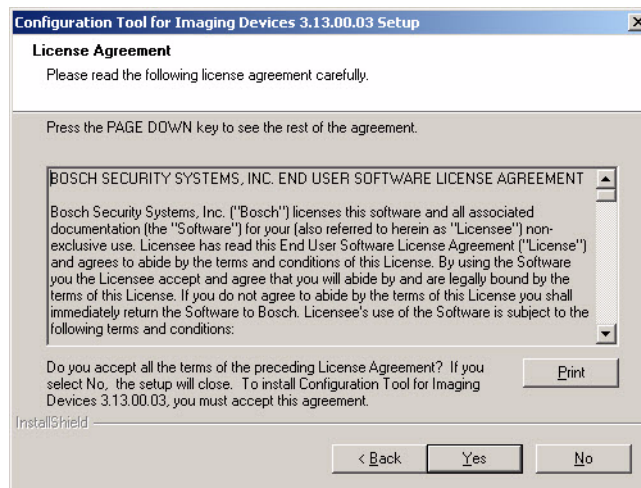 Configuration Tool for Imaging Devices 3.13.00.03 Setup
License Agreement
Please read the following license agreement carefully.
Press the PAGE DOWN key to see the rest of the agreement.
BOSCH SECURITY SYSTEMS, INC. END USER SOFTWARE LICENSE AGREEMENT
Bosch Security Systems, Inc. ("Bosch") licenses this software and all associated
documentation (the "Software") for your (also referred to herein as "Licensee") non-
exclusive use. Licensee has read this End User Software License Agreement ("License")
and agrees to abide by the terms and conditions of this License. By using the Software
you the Licensee accept and agree that you will abide by and are legally bound by the
terms of this License. If you do not agree to abide by the terms of this License you shall
immediately return the Software to Bosch. Licensee's use of the Software is subject to the
following terms and conditions:
Do you accept all the terms of the preceding License Agreement? If you
select No, the setup will close. To install Configuration Tool for Imaging
Devices 3.13.00.03, you must accept this agreement.
Print
InstallShield
< Back
Yes
No